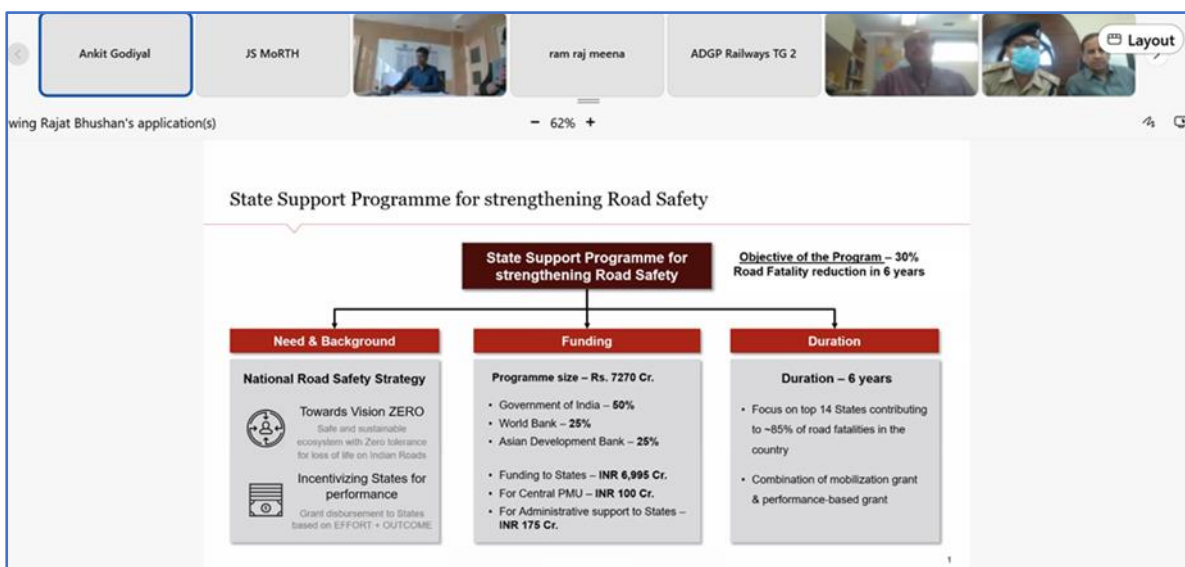 Ankit Godiyal
JS MoRTH
ram raj meena
ADGP Railways TG 2
Layout
wing Rajat Bhushan's application(s)
− 62% +
State Support Programme for strengthening Road Safety
State Support Programme for
strengthening Road Safety
Objective of the Program – 30%
Road Fatality reduction in 6 years
Need & Background
National Road Safety Strategy
Towards Vision ZERO
Safe and sustainable
ecosystem with Zero tolerance
for loss of life on Indian Roads
Incentivizing States for
performance
Grant disbursement to States
based on EFFORT + OUTCOME
Funding
Programme size – Rs. 7270 Cr.
• Government of India – 50%
• World Bank – 25%
• Asian Development Bank – 25%
• Funding to States – INR 6,995 Cr.
• For Central PMU – INR 100 Cr.
• For Administrative support to States –
INR 175 Cr.
Duration
Duration – 6 years
• Focus on top 14 States contributing
to ~85% of road fatalities in the
country
• Combination of mobilization grant
& performance-based grant
1